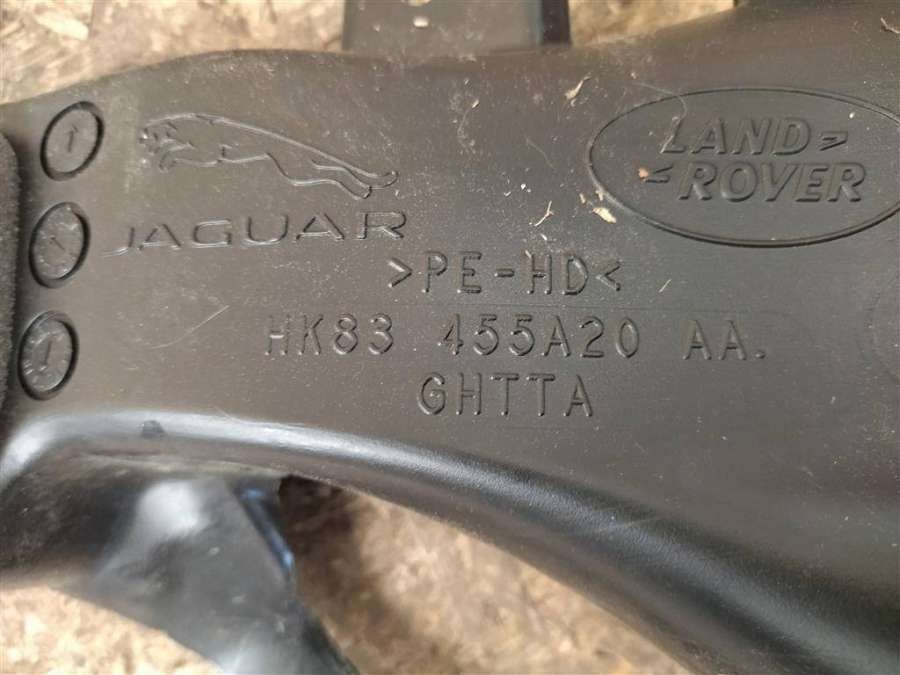 LAND
ROVER
JAGUAR
>PE-HD<
HK83 455A20 AA.
GHTTA